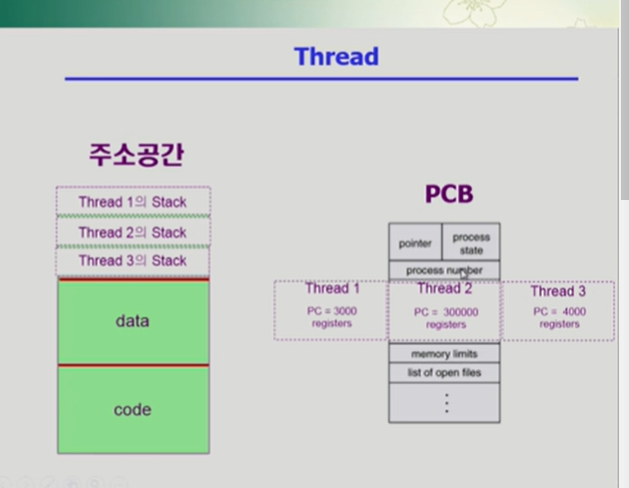 Thread
주소공간
Thread 1의 Stack
Thread 2의 Stack
Thread 3의 Stack
data
code
PCB
pointer
process
state
process number
Thread 1
PC = 3000
registers
Thread 2
PC = 300000
registers
Thread 3
PC = 4000
registers
memory limits
list of open files
⋮